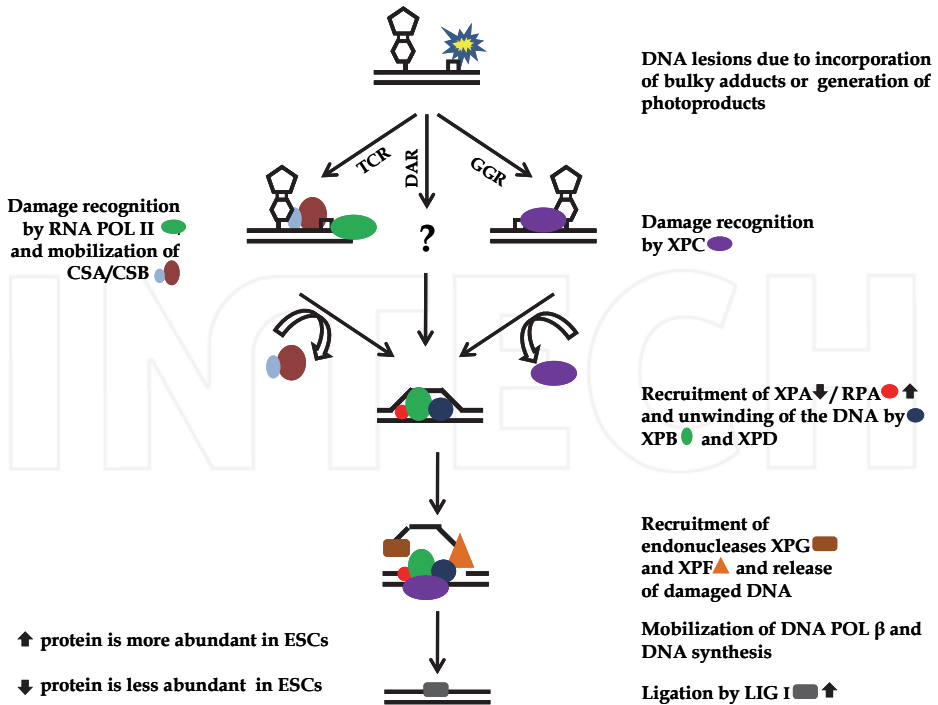 DNA lesions due to incorporation
of bulky adducts or generation of
photoproducts
TCR
DAR
GGR
Damage recognition
by RNA POL II
and mobilization of
CSA/CSB
?
Damage recognition
by XPC
INTECH
Recruitment of XPA / RPA
and unwinding of the DNA by
XPB and XPD
Recruitment of
endonucleases XPG
and XPF and release
of damaged DNA
Mobilization of DNA POL β and
DNA synthesis
Ligation by LIG I
protein is more abundant in ESCs
protein is less abundant in ESCs